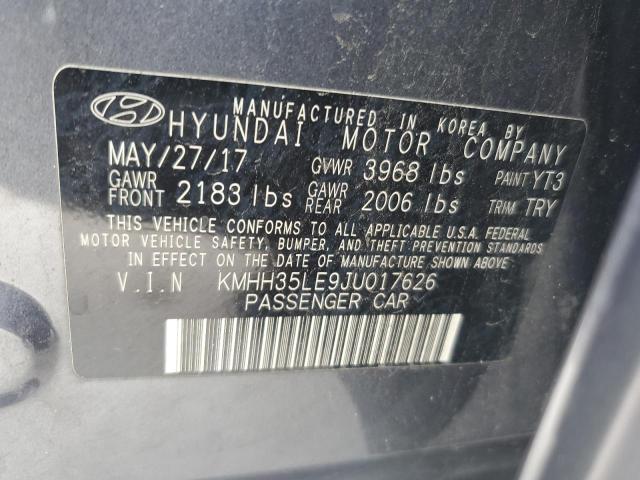 MANUFACTURED IN KOREA BY
HYUNDAI MOTOR COMPANY
MAY/27/17 GVWR 3968 lbs PAINT YT3
GAWR FRONT 2183 lbs GAWR REAR 2006 lbs TRIM TRY
THIS VEHICLE CONFORMS TO ALL APPLICABLE U.S.A. FEDERAL
MOTOR VEHICLE SAFETY, BUMPER, AND THEFT PREVENTION STANDARDS
IN EFFECT ON THE DATE OF MANUFACTURE SHOWN ABOVE.
V.I.N KMHH35LE9JU017626
PASSENGER CAR